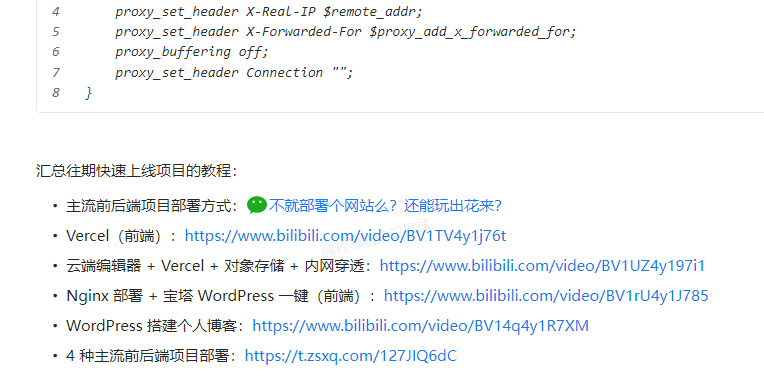 4 proxy_set_header X-Real-IP $remote_addr;
5 proxy_set_header X-Forwarded-For $proxy_add_x_forwarded_for;
6 proxy_buffering off;
7 proxy_set_header Connection "";
8 }
汇总往期快速上线项目的教程：
• 主流前后端项目部署方式：不就部署个网站么？还能玩出花来？
• Vercel（前端）：https://www.bilibili.com/video/BV1TV4y1j76t
• 云端编辑器 + Vercel + 对象存储 + 内网穿透：https://www.bilibili.com/video/BV1UZ4y197i1
• Nginx 部署 + 宝塔 WordPress 一键（前端）：https://www.bilibili.com/video/BV1rU4y1J785
• WordPress 搭建个人博客：https://www.bilibili.com/video/BV14q4y1R7XM
• 4 种主流前后端项目部署：https://t.zsxq.com/127JIQ6dC